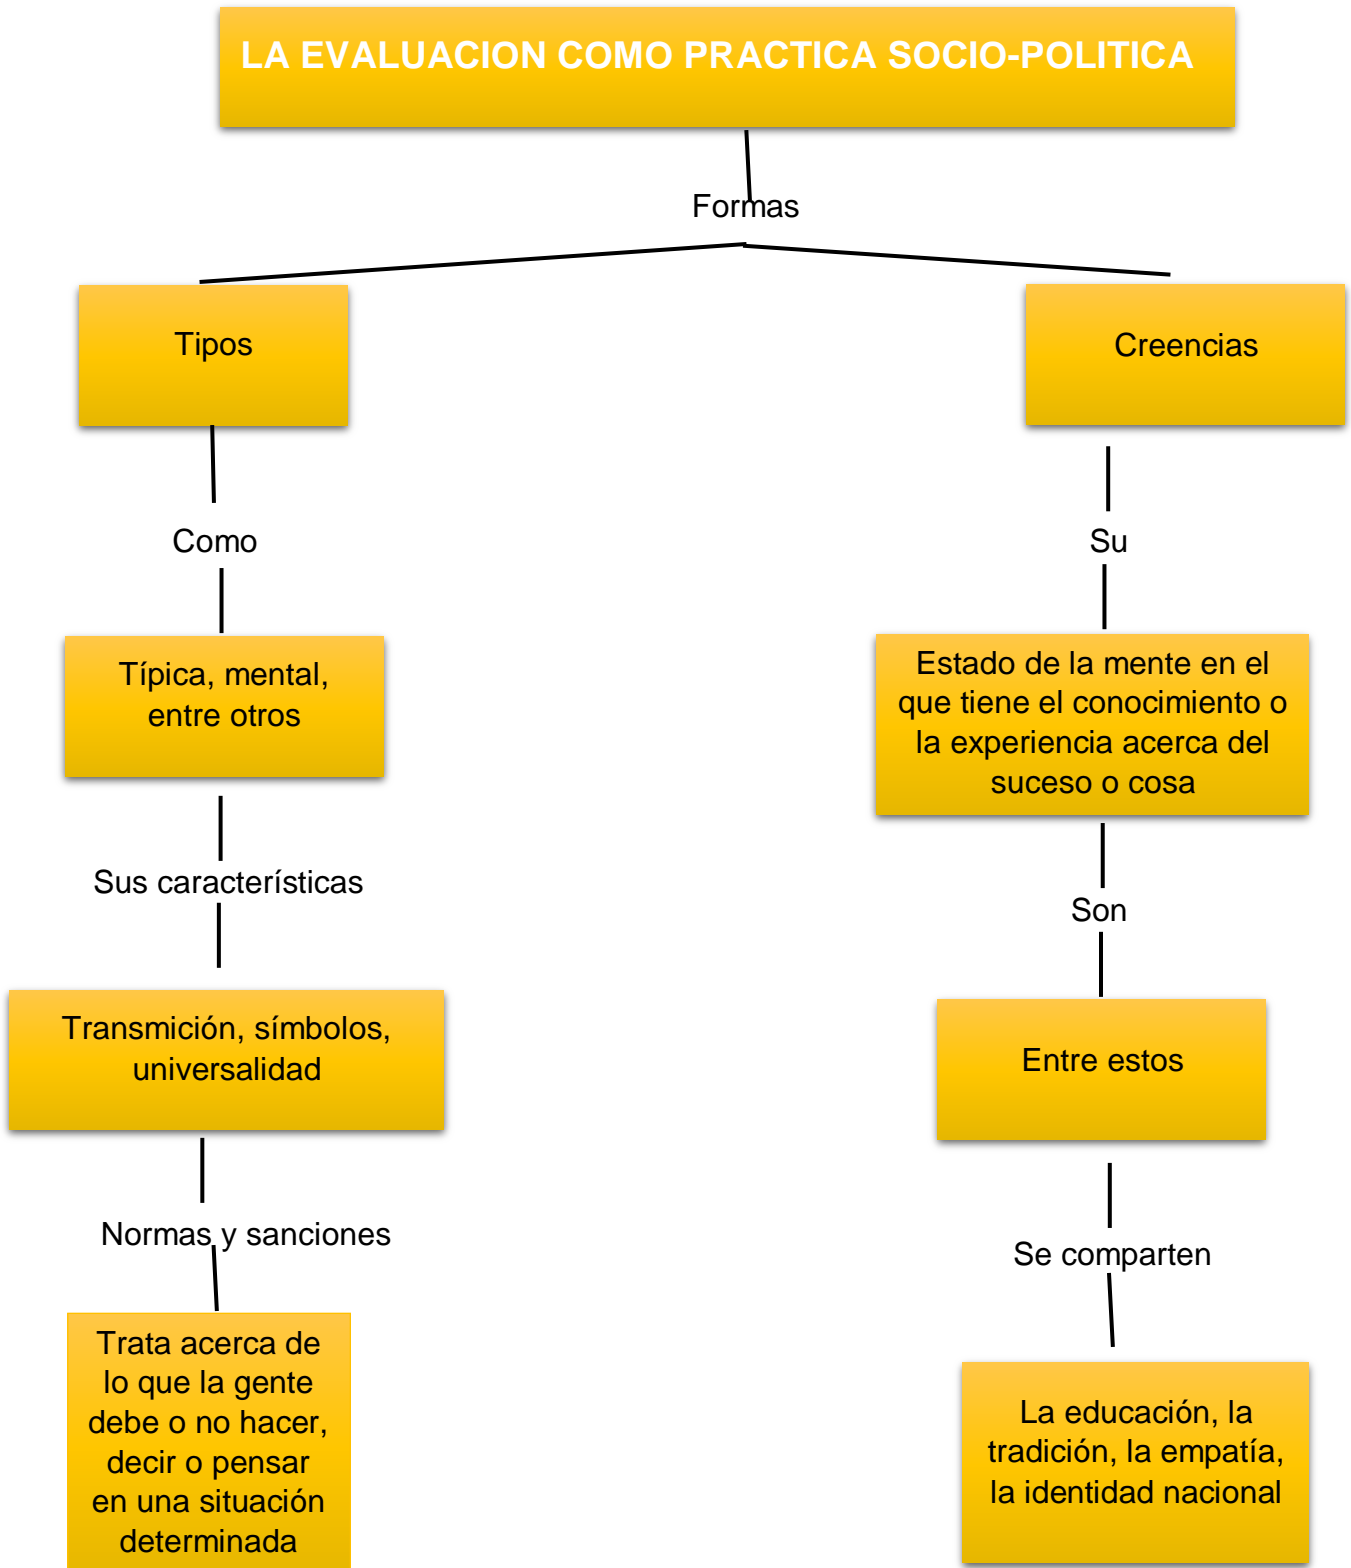 LA EVALUACION COMO PRACTICA SOCIO-POLITICA
Formas
Tipos
Como
Típica, mental,
entre otros
Sus características
Transmición, símbolos,
universalidad
Normas y sanciones
Trata acerca de
lo que la gente
debe o no hacer,
decir o pensar
en una situación
determinada
Creencias
Su
Estado de la mente en el
que tiene el conocimiento o
la experiencia acerca del
suceso o cosa
Son
Entre estos
Se comparten
La educación, la
tradición, la empatía,
la identidad nacional